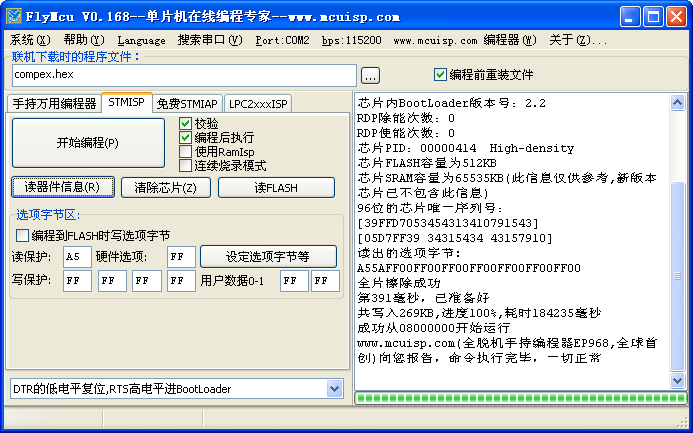 FlyMcu V0.168--单片机在线编程专家--www.mcuisp.com
系统(X) 帮助(Y) Language 搜索串口(V) Port:COM2 bps:115200 www.mcuisp.com 编程器(W) 关于(Z)...
联机下载时的程序文件：
compex.hex
...
编程前重装文件
手持万用编程器 STMISP 免费STMIAP LPC2xxxISP
开始编程(P)
校验
编程后执行
使用RamIsp
连续烧录模式
读器件信息(R) 清除芯片(Z) 读FLASH
选项字节区:
编程到FLASH时写选项字节
读保护: A5 硬件选项: FF 设定选项字节等
写保护: FF FF FF FF 用户数据0-1 FF FF
DTR的低电平复位,RTS高电平进BootLoader
芯片内BootLoader版本号：2.2
RDP除能次数：0
RDP使能次数：0
芯片PID：00000414 High-density
芯片FLASH容量为512KB
芯片SRAM容量为65535KB(此信息仅供参考,新版本
芯片已不包含此信息)
96位的芯片唯一序列号：
[39FFD7053454313410791543]
[05D7FF39 34315434 43157910]
读出的选项字节：
A55AFF00FF00FF00FF00FF00FF00FF00
全片擦除成功
第391毫秒，已准备好
共写入269KB,进度100%,耗时184235毫秒
成功从08000000开始运行
www.mcuisp.com(全脱机手持编程器EP968,全球首
创)向您报告，命令执行完毕，一切正常